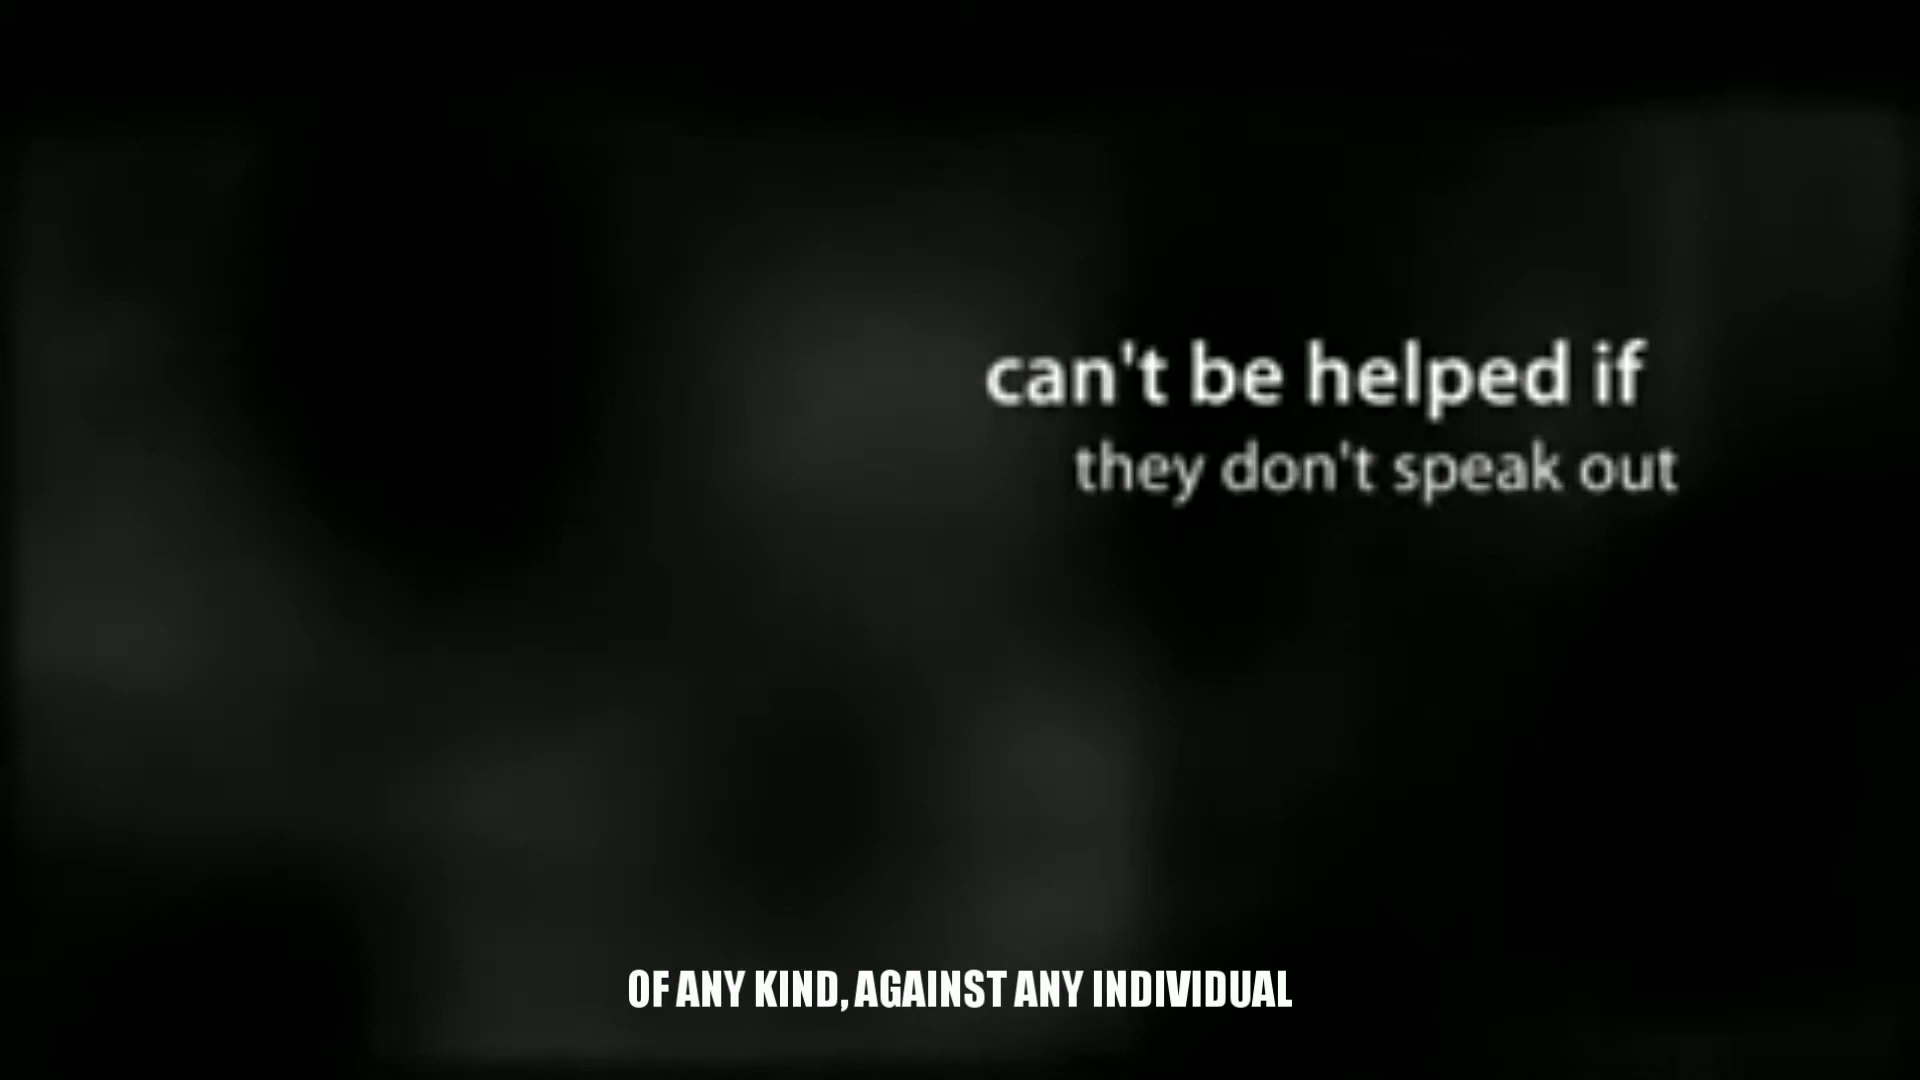 can't be helped if
they don't speak out
OF ANY KIND, AGAINST ANY INDIVIDUAL